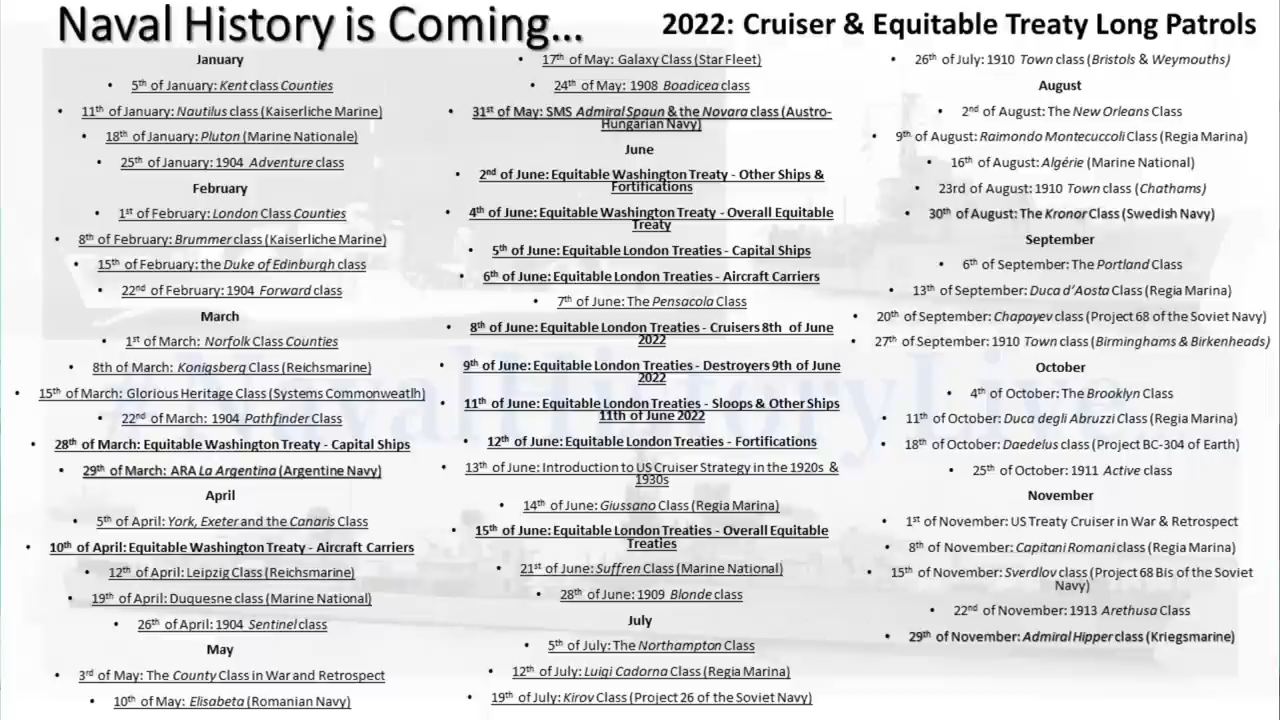 Naval History is Coming...
2022: Cruiser & Equitable Treaty Long Patrols
January
• 5th of January: Kent class Counties
• 11th of January: Nautilus class (Kaiserliche Marine)
• 18th of January: Pluton (Marine Nationale)
• 25th of January: 1904 Adventure class
February
• 1st of February: London Class Counties
• 8th of February: Brummer class (Kaiserliche Marine)
• 15th of February: the Duke of Edinburgh class
• 22nd of February: 1904 Forward class
March
• 1st of March: Norfolk Class Counties
• 8th of March: Konigsberg Class (Reichsmarine)
• 15th of March: Glorious Heritage Class (Systems Commonweatlh)
• 22nd of March: 1904 Pathfinder Class
• 28th of March: Equitable Washington Treaty - Capital Ships
• 29th of March: ARA La Argentina (Argentine Navy)
April
• 5th of April: York, Exeter and the Canaris Class
• 10th of April: Equitable Washington Treaty - Aircraft Carriers
• 12th of April: Leipzig Class (Reichsmarine)
• 19th of April: Duquesne class (Marine National)
• 26th of April: 1904 Sentinel class
May
• 3rd of May: The County Class in War and Retrospect
• 10th of May: Elisabeta (Romanian Navy)
• 17th of May: Galaxy Class (Star Fleet)
• 24th of May: 1908 Boadicea class
• 31st of May: SMS Admiral Spaun & the Novara class (Austro-
Hungarian Navy)
June
• 2nd of June: Equitable Washington Treaty - Other Ships &
Fortifications
• 4th of June: Equitable Washington Treaty - Overall Equitable
Treaty
• 5th of June: Equitable London Treaties - Capital Ships
• 6th of June: Equitable London Treaties - Aircraft Carriers
• 7th of June: The Pensacola Class
• 8th of June: Equitable London Treaties - Cruisers 8th of June
2022
• 9th of June: Equitable London Treaties - Destroyers 9th of June
2022
• 11th of June: Equitable London Treaties - Sloops & Other Ships
11th of June 2022
• 12th of June: Equitable London Treaties - Fortifications
• 13th of June: Introduction to US Cruiser Strategy in the 1920s &
1930s
• 14th of June: Giussano Class (Regia Marina)
• 15th of June: Equitable London Treaties - Overall Equitable
Treaties
• 21st of June: Suffren Class (Marine National)
• 28th of June: 1909 Blonde class
July
• 5th of July: The Northampton Class
• 12th of July: Luigi Cadorna Class (Regia Marina)
• 19th of July: Kirov Class (Project 26 of the Soviet Navy)
• 26th of July: 1910 Town class (Bristols & Weymouths)
August
• 2nd of August: The New Orleans Class
• 9th of August: Raimondo Montecuccoli Class (Regia Marina)
• 16th of August: Algérie (Marine National)
• 23rd of August: 1910 Town class (Chathams)
• 30th of August: The Kronor Class (Swedish Navy)
September
• 6th of September: The Portland Class
• 13th of September: Duca d'Aosta Class (Regia Marina)
• 20th of September: Chapayev class (Project 68 of the Soviet Navy)
• 27th of September: 1910 Town class (Birminghams & Birkenheads)
October
• 4th of October: The Brooklyn Class
• 11th of October: Duca degli Abruzzi Class (Regia Marina)
• 18th of October: Daedelus class (Project BC-304 of Earth)
• 25th of October: 1911 Active class
November
• 1st of November: US Treaty Cruiser in War & Retrospect
• 8th of November: Capitani Romani class (Regia Marina)
• 15th of November: Sverdlov class (Project 68 Bis of the Soviet
Navy)
• 22nd of November: 1913 Arethusa Class
• 29th of November: Admiral Hipper class (Kriegsmarine)